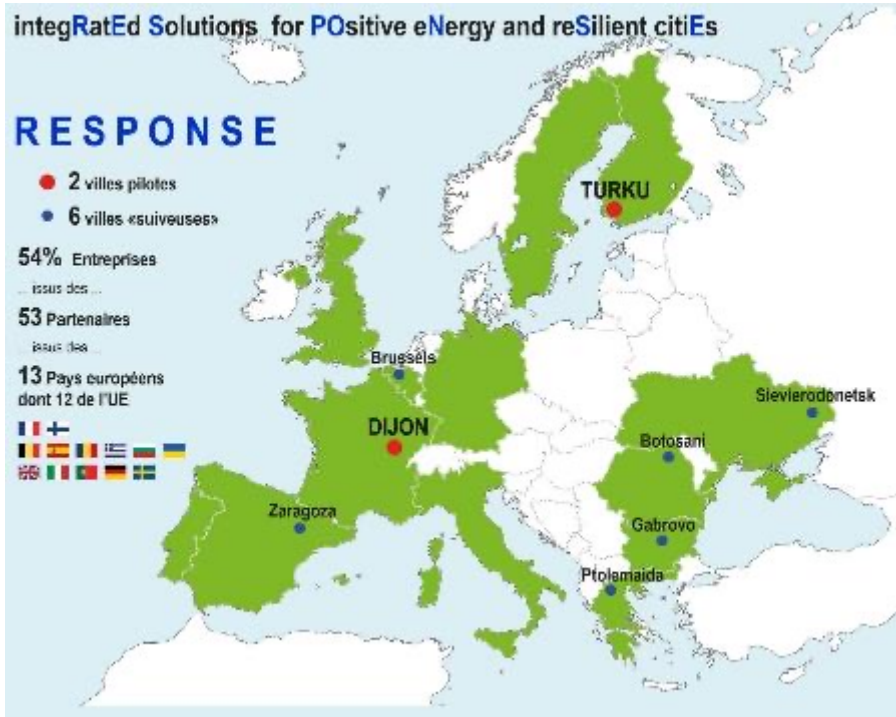 integRatEd Solutions for POsitive eNergy and reSilient citiEs
RESPONSE
2 villes pilotes
6 villes «suiveuses»
54% Entreprises
... issus des ...
53 Partenaires
... issus des ...
13 Pays européens
dont 12 de l'UE
TURKU
Brussels
Sievierodonetsk
DIJON
Botosani
Zaragoza
Gabrovo
Ptolemaida